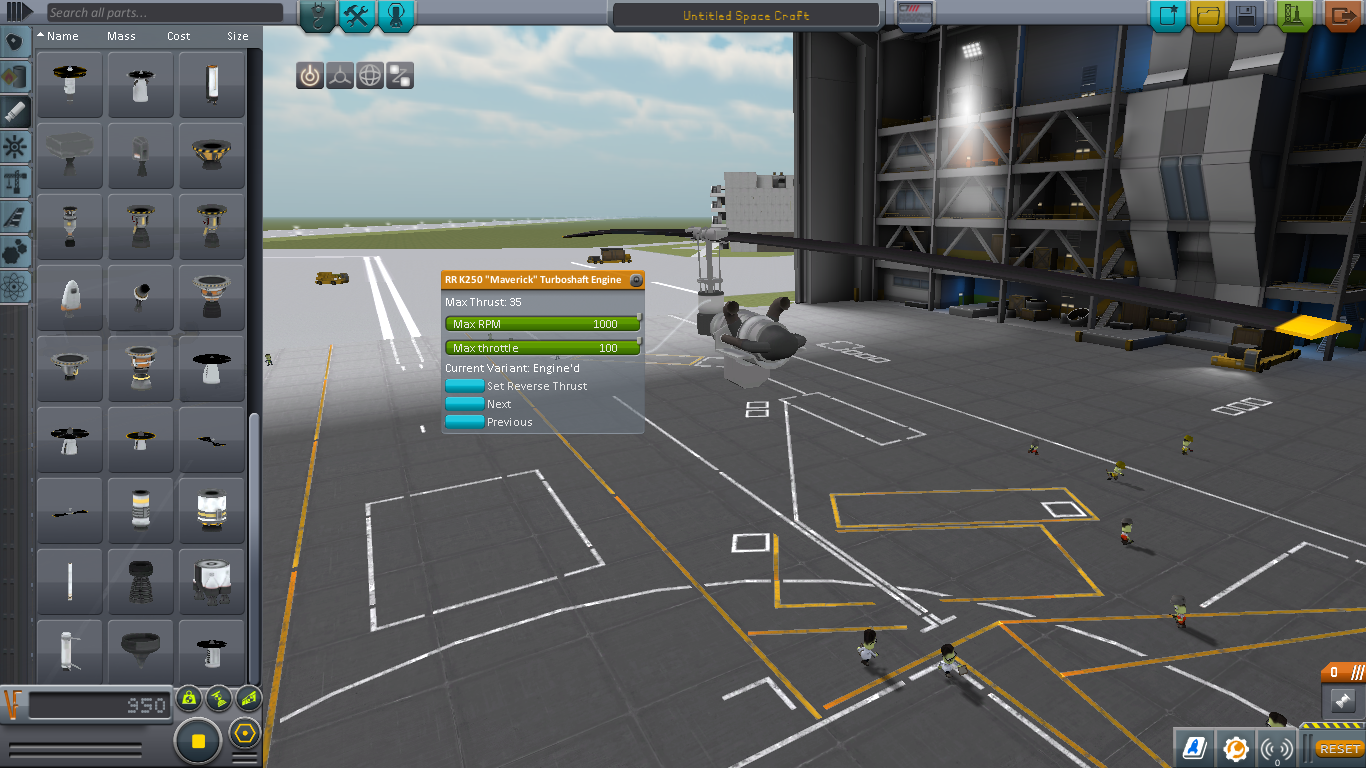 Search all parts...
Untitled Space Craft
Name Mass Cost Size
RR K250 "Maverick" Turboshaft Engine
Max Thrust: 35
Max RPM 1000
Max throttle 100
Current Variant: Engine'd
Set Reverse Thrust
Next
Previous
950
0
0
RESET